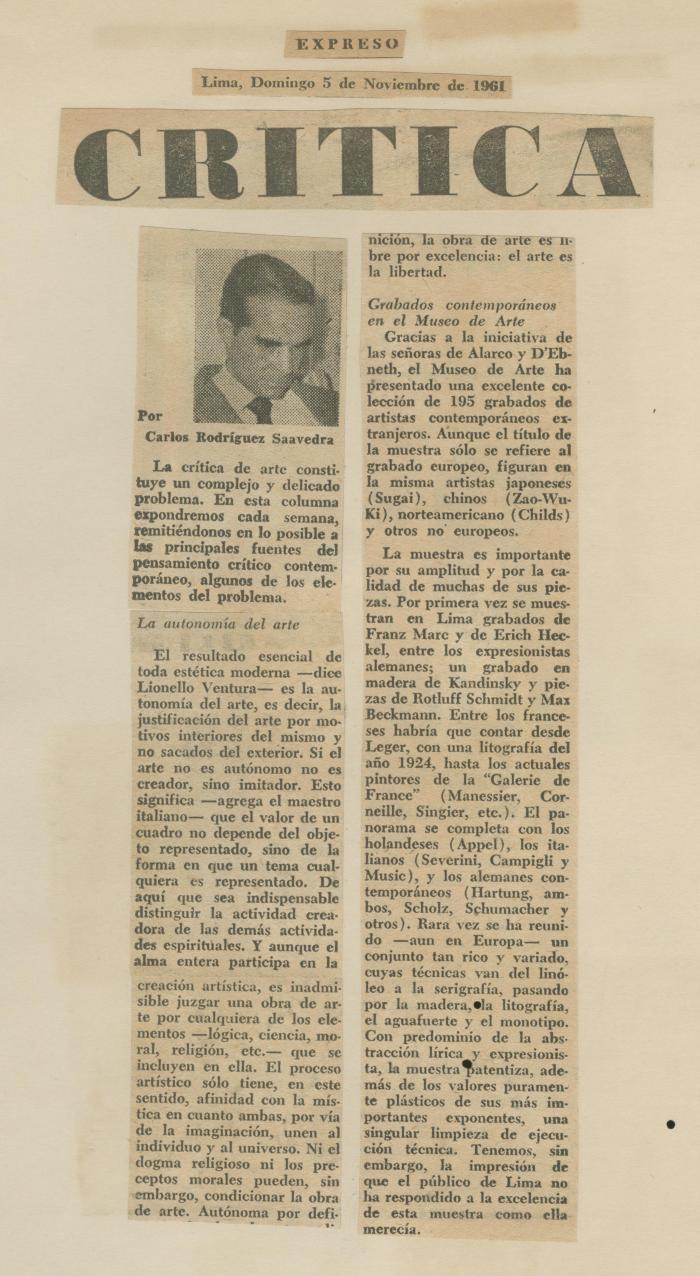 EXPRESO
Lima, Domingo 5 de Noviembre de 1961
CRITICA
Por
Carlos Rodríguez Saavedra
La crítica de arte consti-
tuye un complejo y delicado
problema. En esta columna
expondremos cada semana,
remitiéndonos en lo posible a
las principales fuentes del
pensamiento crítico contem-
poráneo, algunos de los ele-
mentos del problema.
La autonomía del arte
El resultado esencial de
toda estética moderna —dice
Lionello Ventura— es la au-
tonomía del arte, es decir, la
justificación del arte por mo-
tivos interiores del mismo y
no sacados del exterior. Si el
arte no es autónomo no es
creador, sino imitador. Esto
significa —agrega el maestro
italiano— que el valor de un
cuadro no depende del obje-
to representado, sino de la
forma en que un tema cual-
quiera es representado. De
aquí que sea indispensable
distinguir la actividad crea-
dora de las demás activida-
des espirituales. Y aunque el
alma entera participa en la
creación artística, es inadmi-
sible juzgar una obra de ar-
te por cualquiera de los ele-
mentos —lógica, ciencia, mo-
ral, religión, etc.— que se
incluyen en ella. El proceso
artístico sólo tiene, en este
sentido, afinidad con la mís-
tica en cuanto ambas, por vía
de la imaginación, unen al
individuo y al universo. Ni el
dogma religioso ni los pre-
ceptos morales pueden, sin
embargo, condicionar la obra
de arte. Autónoma por defi-
nición, la obra de arte es li-
bre por excelencia: el arte es
la libertad.
Grabados contemporáneos
en el Museo de Arte
Gracias a la iniciativa de
las señoras de Alarco y D'Eb-
neth, el Museo de Arte ha
presentado una excelente co-
lección de 195 grabados de
artistas contemporáneos ex-
tranjeros. Aunque el título de
la muestra sólo se refiere al
grabado europeo, figuran en
la misma artistas japoneses
(Sugai), chinos (Zao-Wu-
Ki), norteamericano (Childs)
y otros no europeos.
La muestra es importante
por su amplitud y por la ca-
lidad de muchas de sus pie-
zas. Por primera vez se mues-
tran en Lima grabados de
Franz Marc y de Erich Hec-
kel, entre los expresionistas
alemanes; un grabado en
madera de Kandinsky y pie-
zas de Rotluff Schmidt y Max
Beckmann. Entre los france-
ses habría que contar desde
Leger, con una litografía del
año 1924, hasta los actuales
pintores de la "Galerie de
France" (Manessier, Cor-
neille, Singier, etc.). El pa-
norama se completa con los
holandeses (Appel), los ita-
lianos (Severini, Campigli y
Music), y los alemanes con-
temporáneos (Hartung, am-
bos, Scholz, Schumacher y
otros). Rara vez se ha reuni-
do —aun en Europa— un
conjunto tan rico y variado,
cuyas técnicas van del linó-
leo a la serigrafía, pasando
por la madera, la litografía,
el aguafuerte y el monotipo.
Con predominio de la abs-
tracción lírica y expresionis-
ta, la muestra patentiza, ade-
más de los valores puramen-
te plásticos de sus más im-
portantes exponentes, una
singular limpieza de ejecu-
ción técnica. Tenemos, sin
embargo, la impresión de
que el público de Lima no
ha respondido a la excelencia
de esta muestra como ella
merecía.